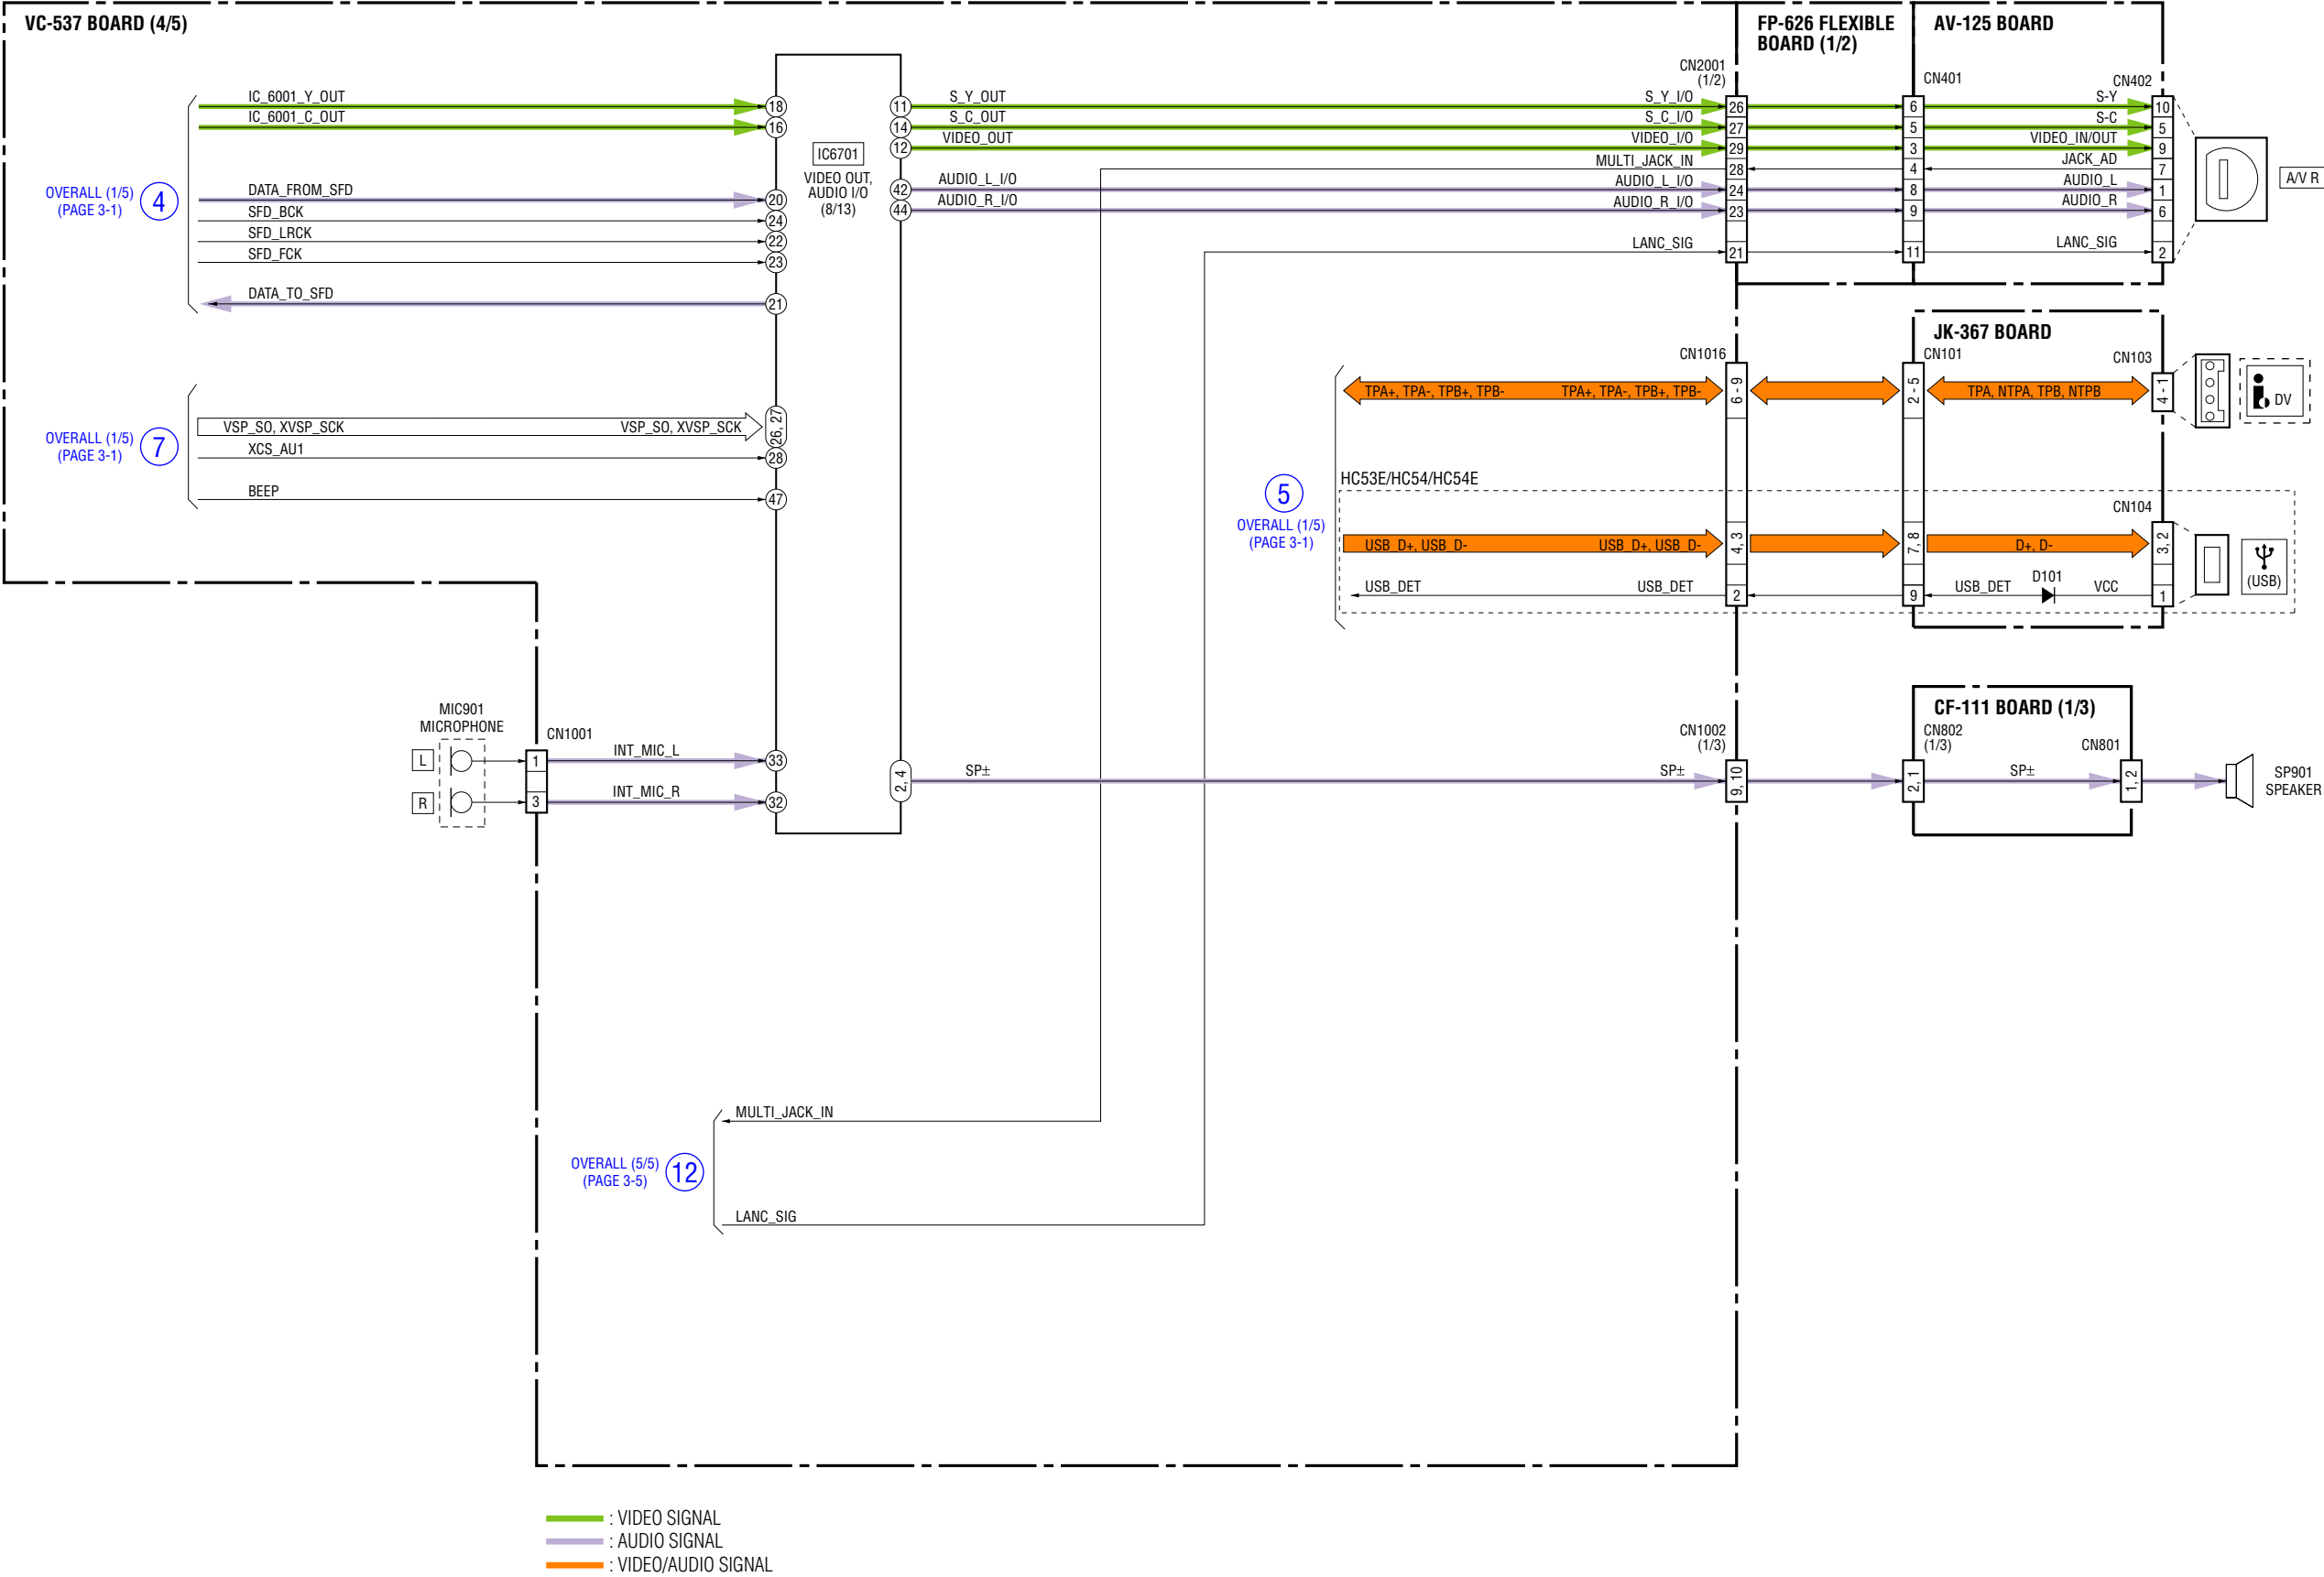 VC-537 BOARD (4/5)
FP-626 FLEXIBLE
BOARD (1/2)
AV-125 BOARD
CN2001
(1/2)
CN401
CN402
IC_6001_Y_OUT
18
11
S_Y_OUT
S_Y_I/O
26
6
S-Y
10
IC_6001_C_OUT
16
14
S_C_OUT
S_C_I/O
27
5
S-C
5
12
VIDEO_OUT
VIDEO_I/O
29
3
VIDEO_IN/OUT
9
IC6701
VIDEO OUT,
AUDIO I/O
(8/13)
MULTI_JACK_IN
28
4
JACK_AD
7
A/V R
OVERALL (1/5)
(PAGE 3-1)
4
DATA_FROM_SFD
20
42
AUDIO_L_I/O
AUDIO_L_I/O
24
8
AUDIO_L
1
SFD_BCK
24
44
AUDIO_R_I/O
AUDIO_R_I/O
23
9
AUDIO_R
6
SFD_LRCK
22
SFD_FCK
23
LANC_SIG
21
11
LANC_SIG
2
DATA_TO_SFD
21
JK-367 BOARD
CN1016
CN101
CN103
TPA+, TPA-, TPB+, TPB-
TPA+, TPA-, TPB+, TPB-
6 - 9
2 - 5
TPA, NTPA, TPB, NTPB
4 - 1
DV
OVERALL (1/5)
(PAGE 3-1)
7
VSP_SO, XVSP_SCK
VSP_SO, XVSP_SCK
26, 27
XCS_AU1
28
BEEP
47
HC53E/HC54/HC54E
5
OVERALL (1/5)
(PAGE 3-1)
CN104
USB_D+, USB_D-
USB_D+, USB_D-
4, 3
7, 8
D+, D-
3, 2
(USB)
USB_DET
USB_DET
2
9
USB_DET
D101
VCC
1
MIC901
MICROPHONE
CN1001
L
1
INT_MIC_L
33
R
3
INT_MIC_R
32
CF-111 BOARD (1/3)
CN1002
(1/3)
CN802
(1/3)
CN801
2, 4
SP±
SP±
9, 10
2, 1
SP±
1, 2
SP901
SPEAKER
MULTI_JACK_IN
OVERALL (5/5)
(PAGE 3-5)
12
LANC_SIG
: VIDEO SIGNAL
: AUDIO SIGNAL
: VIDEO/AUDIO SIGNAL